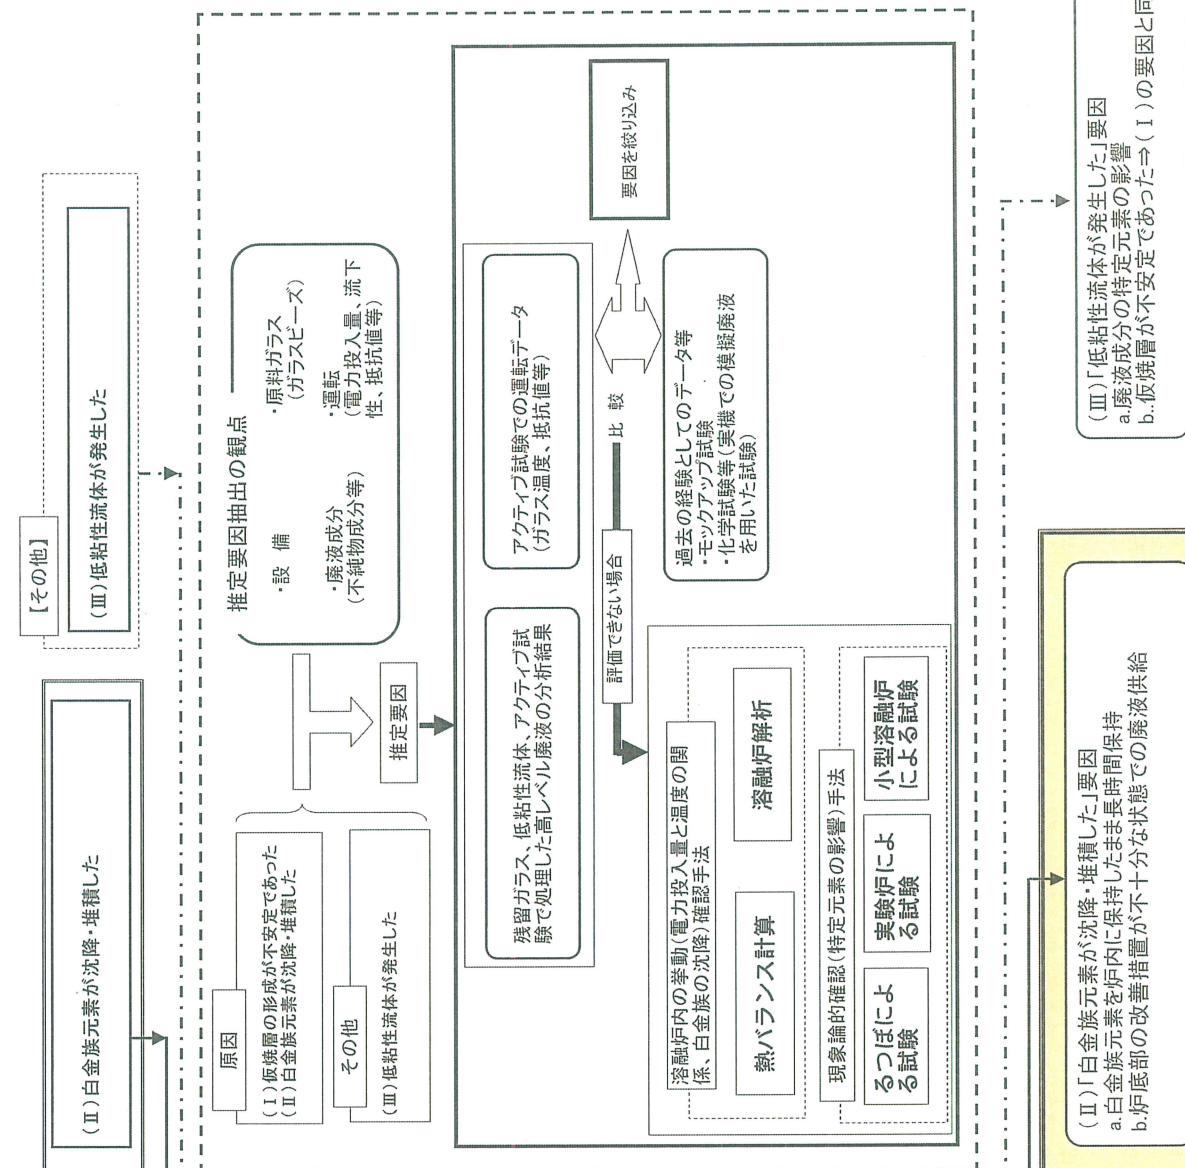 (Ⅱ)白金族元素が沈降・堆積した
【その他】
(Ⅲ)低粘性流体が発生した
原因
(Ⅰ)仮焼層の形成が不安定であった
(Ⅱ)白金族元素が沈降・堆積した
その他
(Ⅲ)低粘性流体が発生した
推定要因抽出の観点
・設 備
・原料ガラス
(ガラスビーズ)
・廃液成分
(不純物成分等)
・運転
(電力投入量、流下
性、抵抗値等)
推定要因
残留ガラス、低粘性流体、アクティブ試
験で処理した高レベル廃液の分析結果
アクティブ試験での運転データ
(ガラス温度、抵抗値等)
評価できない場合
比 較
要因を絞り込み
過去の経験としてのデータ等
・モックアップ試験
・化学試験等(実機での模擬廃液
を用いた試験)
溶融炉内の挙動(電力投入量と温度の関
係、白金族の沈降)確認手法
熱バランス計算
溶融炉解析
現象論的確認(特定元素の影響)手法
るつぼによ
る試験
実験炉によ
る試験
小型溶融炉
による試験
(Ⅱ)「白金族元素が沈降・堆積した」要因
a.白金族元素を炉内に保持したまま長時間保持
b.炉底部の改善措置が不十分な状態での廃液供給
(Ⅲ)「低粘性流体が発生した」要因
a.廃液成分の特定元素の影響
b..仮焼層が不安定であった⇒(Ⅰ)の要因と同